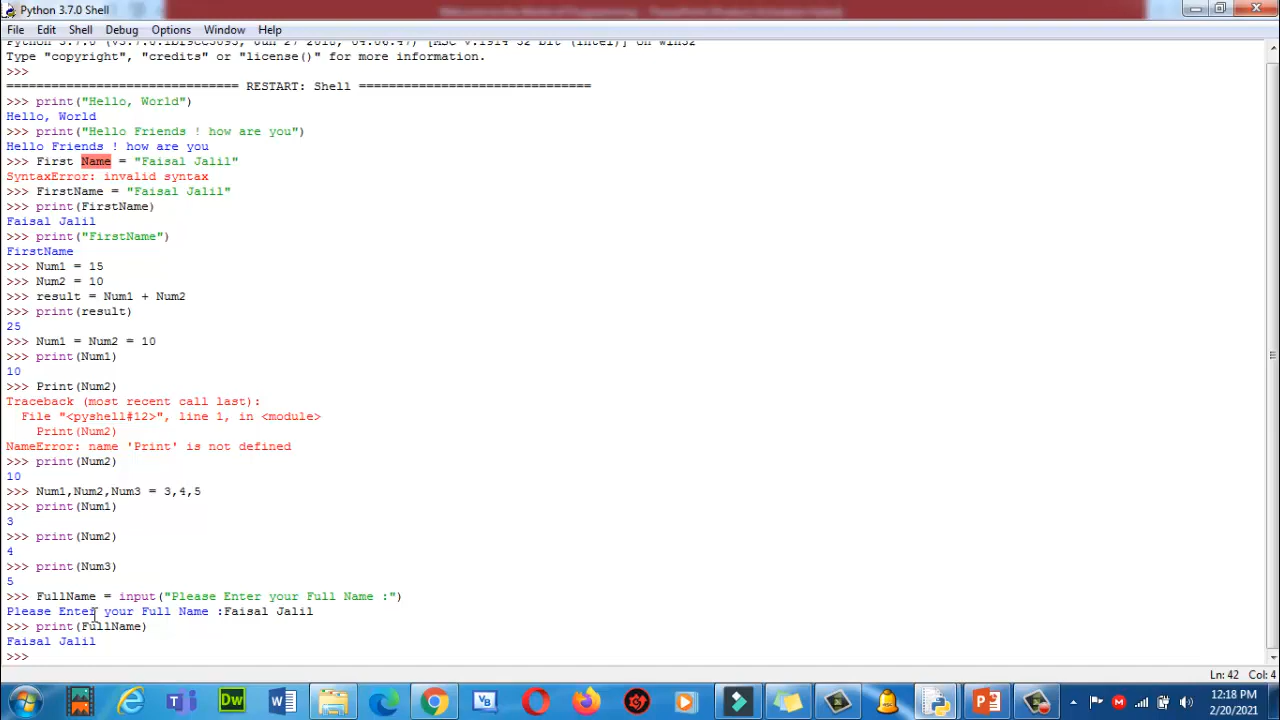 Python 3.7.0 Shell
File Edit Shell Debug Options Window Help
Type "copyright", "credits" or "license()" for more information.
>>>
=============================== RESTART: Shell ===============================
>>> print("Hello, World")
Hello, World
>>> print("Hello Friends ! how are you")
Hello Friends ! how are you
>>> First Name = "Faisal Jalil"
SyntaxError: invalid syntax
>>> FirstName = "Faisal Jalil"
>>> print(FirstName)
Faisal Jalil
>>> print("FirstName")
FirstName
>>> Num1 = 15
>>> Num2 = 10
>>> result = Num1 + Num2
>>> print(result)
25
>>> Num1 = Num2 = 10
>>> print(Num1)
10
>>> Print(Num2)
Traceback (most recent call last):
  File "<pyshell#12>", line 1, in <module>
    Print(Num2)
NameError: name 'Print' is not defined
>>> print(Num2)
10
>>> Num1,Num2,Num3 = 3,4,5
>>> print(Num1)
3
>>> print(Num2)
4
>>> print(Num3)
5
>>> FullName = input("Please Enter your Full Name :")
Please Enter your Full Name :Faisal Jalil
>>> print(FullName)
Faisal Jalil
>>>
Ln: 42 Col: 4
Dw
W
VB
12:18 PM
2/20/2021